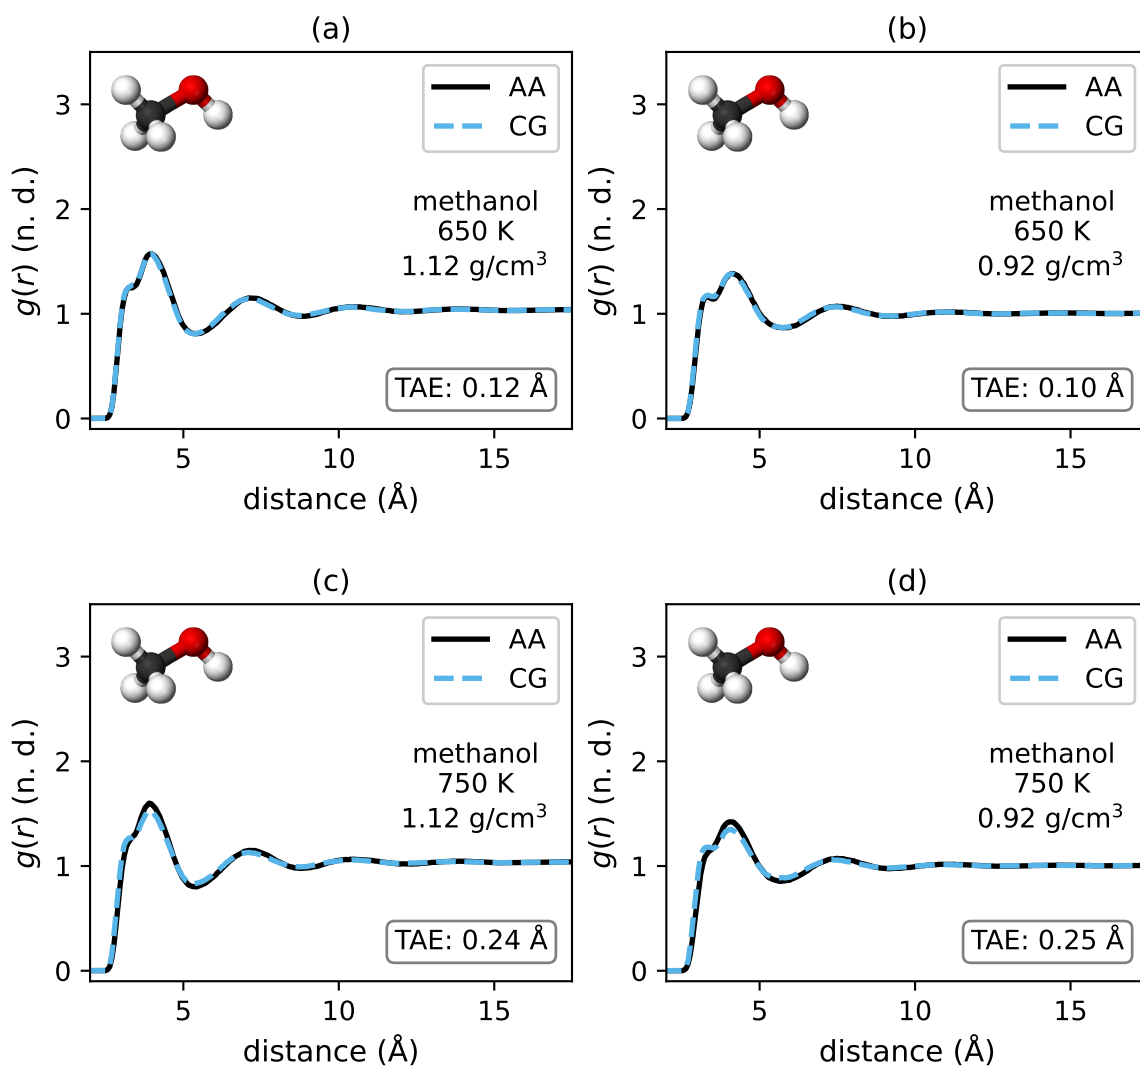 (a)
3
2
1
0
g(r) (n. d.)
AA
CG
methanol
650 K
1.12 g/cm³
TAE: 0.12 Å
5
10
15
distance (Å)
(b)
3
2
1
0
g(r) (n. d.)
AA
CG
methanol
650 K
0.92 g/cm³
TAE: 0.10 Å
5
10
15
distance (Å)
(c)
3
2
1
0
g(r) (n. d.)
AA
CG
methanol
750 K
1.12 g/cm³
TAE: 0.24 Å
5
10
15
distance (Å)
(d)
3
2
1
0
g(r) (n. d.)
AA
CG
methanol
750 K
0.92 g/cm³
TAE: 0.25 Å
5
10
15
distance (Å)